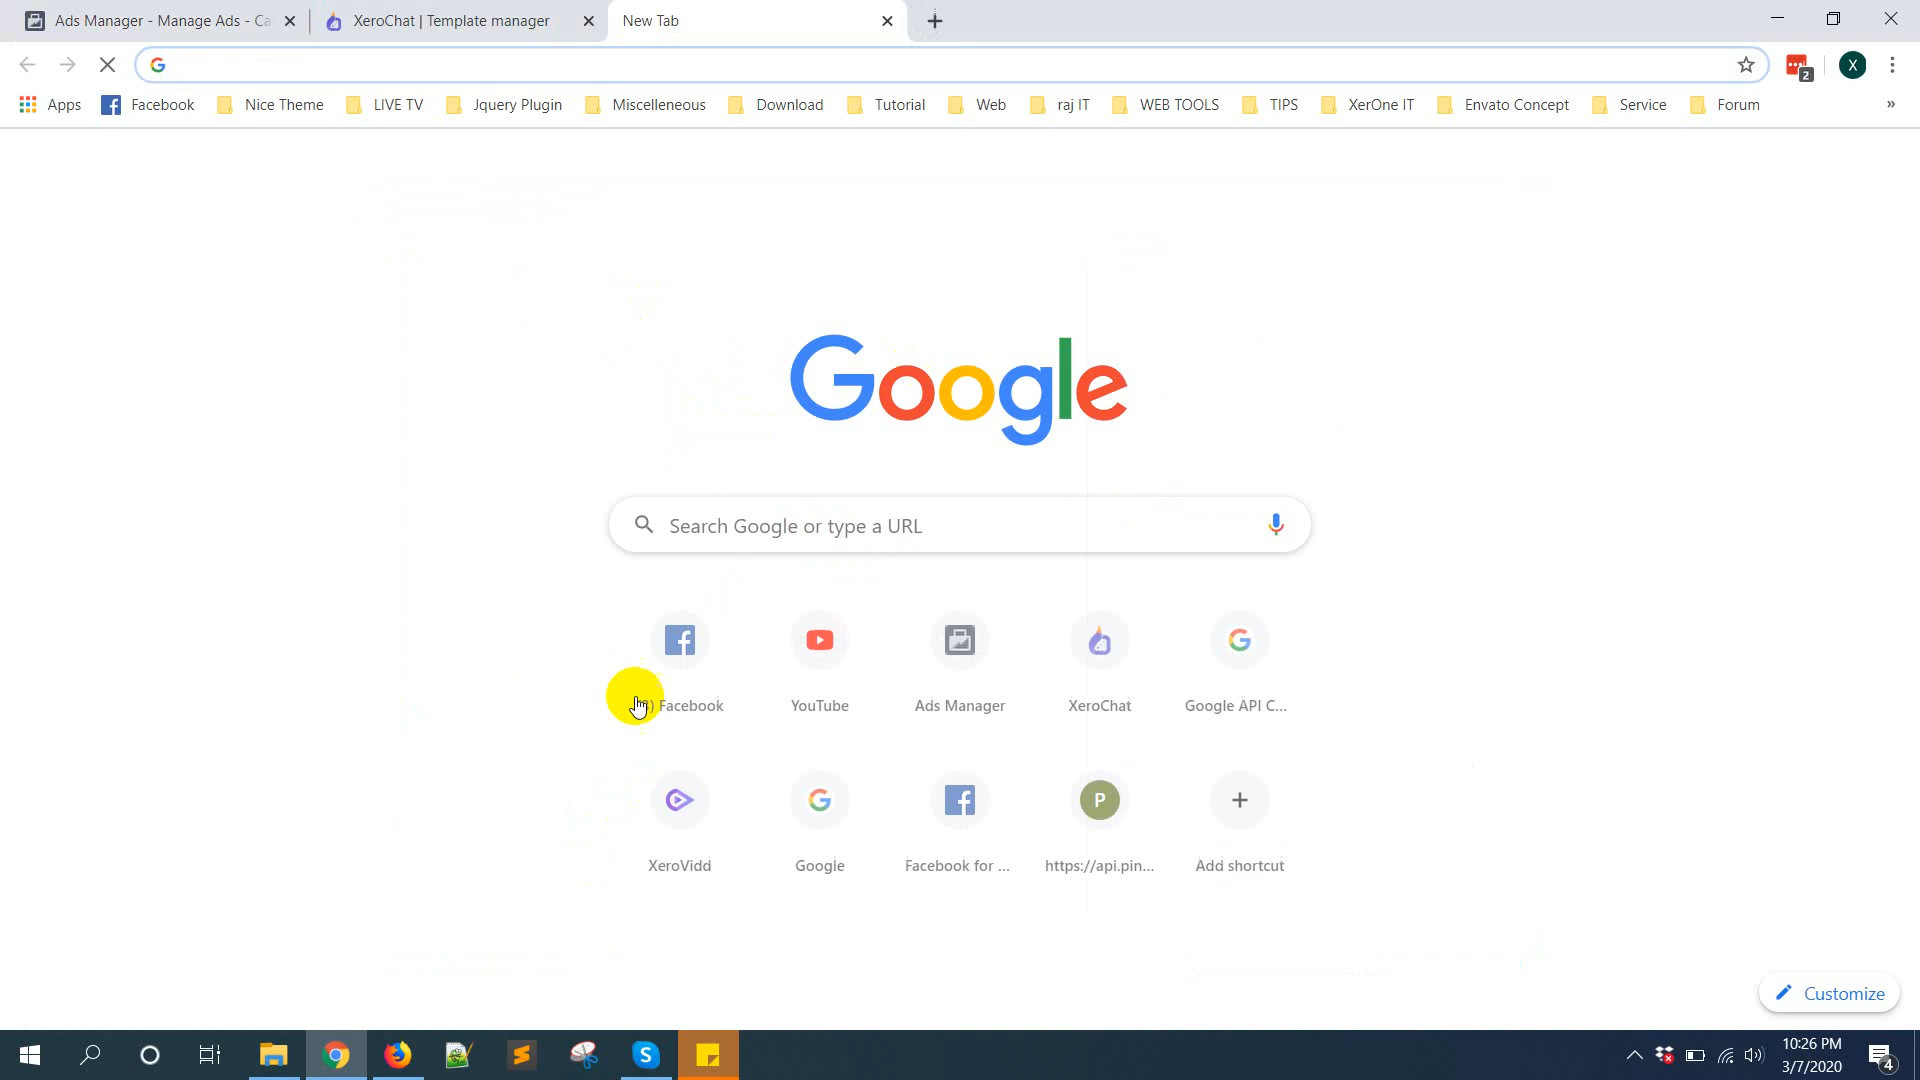 Ads Manager - Manage Ads - Ca
XeroChat | Template manager
New Tab
2
X
Apps
Facebook
Nice Theme
LIVE TV
Jquery Plugin
Miscelleneous
Download
Tutorial
Web
raj IT
WEB TOOLS
TIPS
XerOne IT
Envato Concept
Service
Forum
»
Google
Search Google or type a URL
) Facebook
YouTube
Ads Manager
XeroChat
Google API C...
XeroVidd
Google
Facebook for ...
P
https://api.pin...
Add shortcut
Customize
10:26 PM
3/7/2020
4